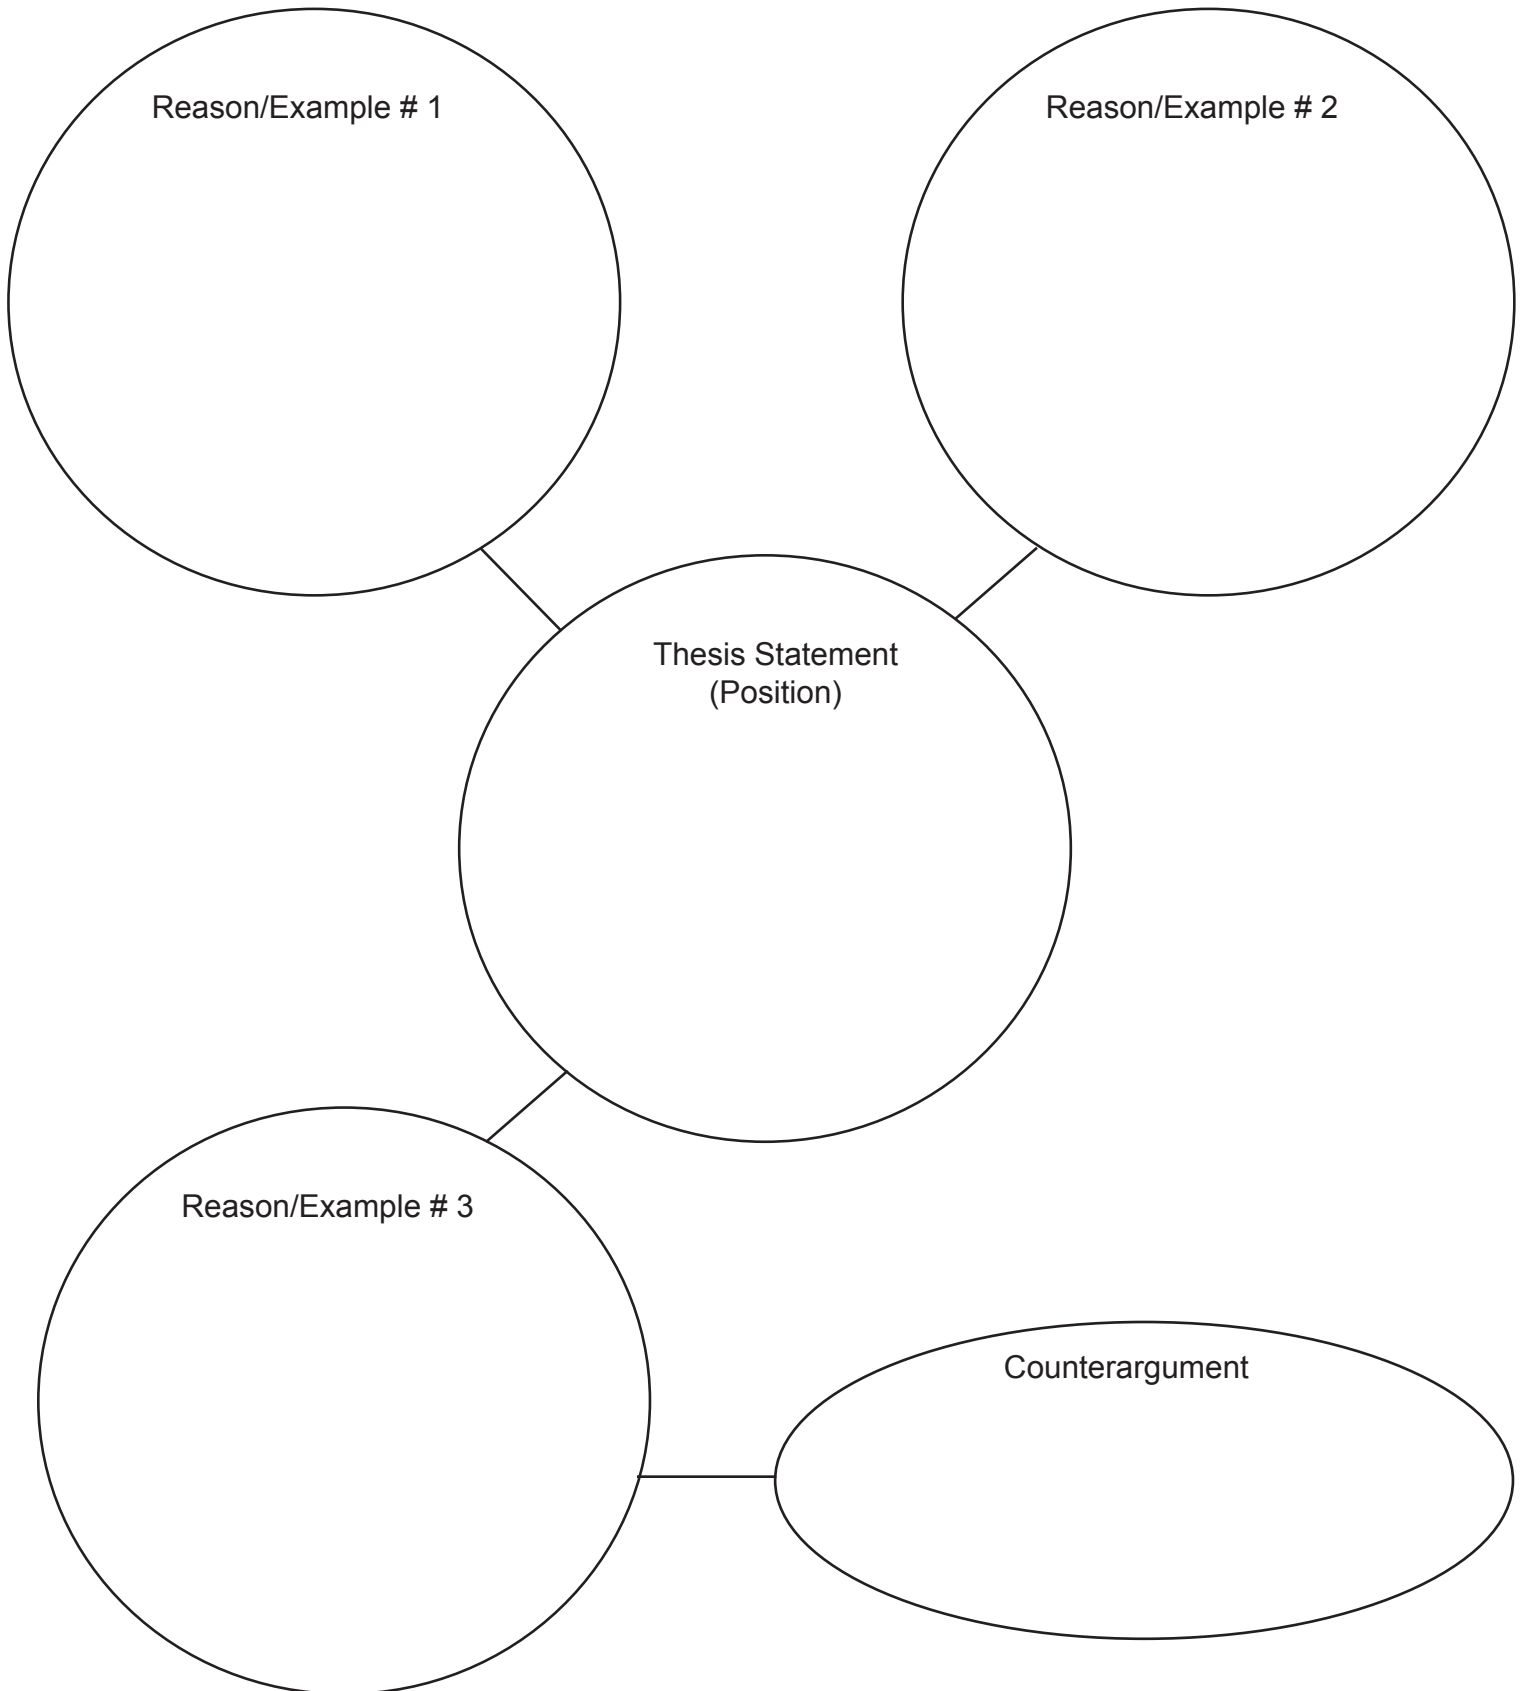 Reason/Example # 1
Reason/Example # 2
Thesis Statement
(Position)
Reason/Example # 3
Counterargument